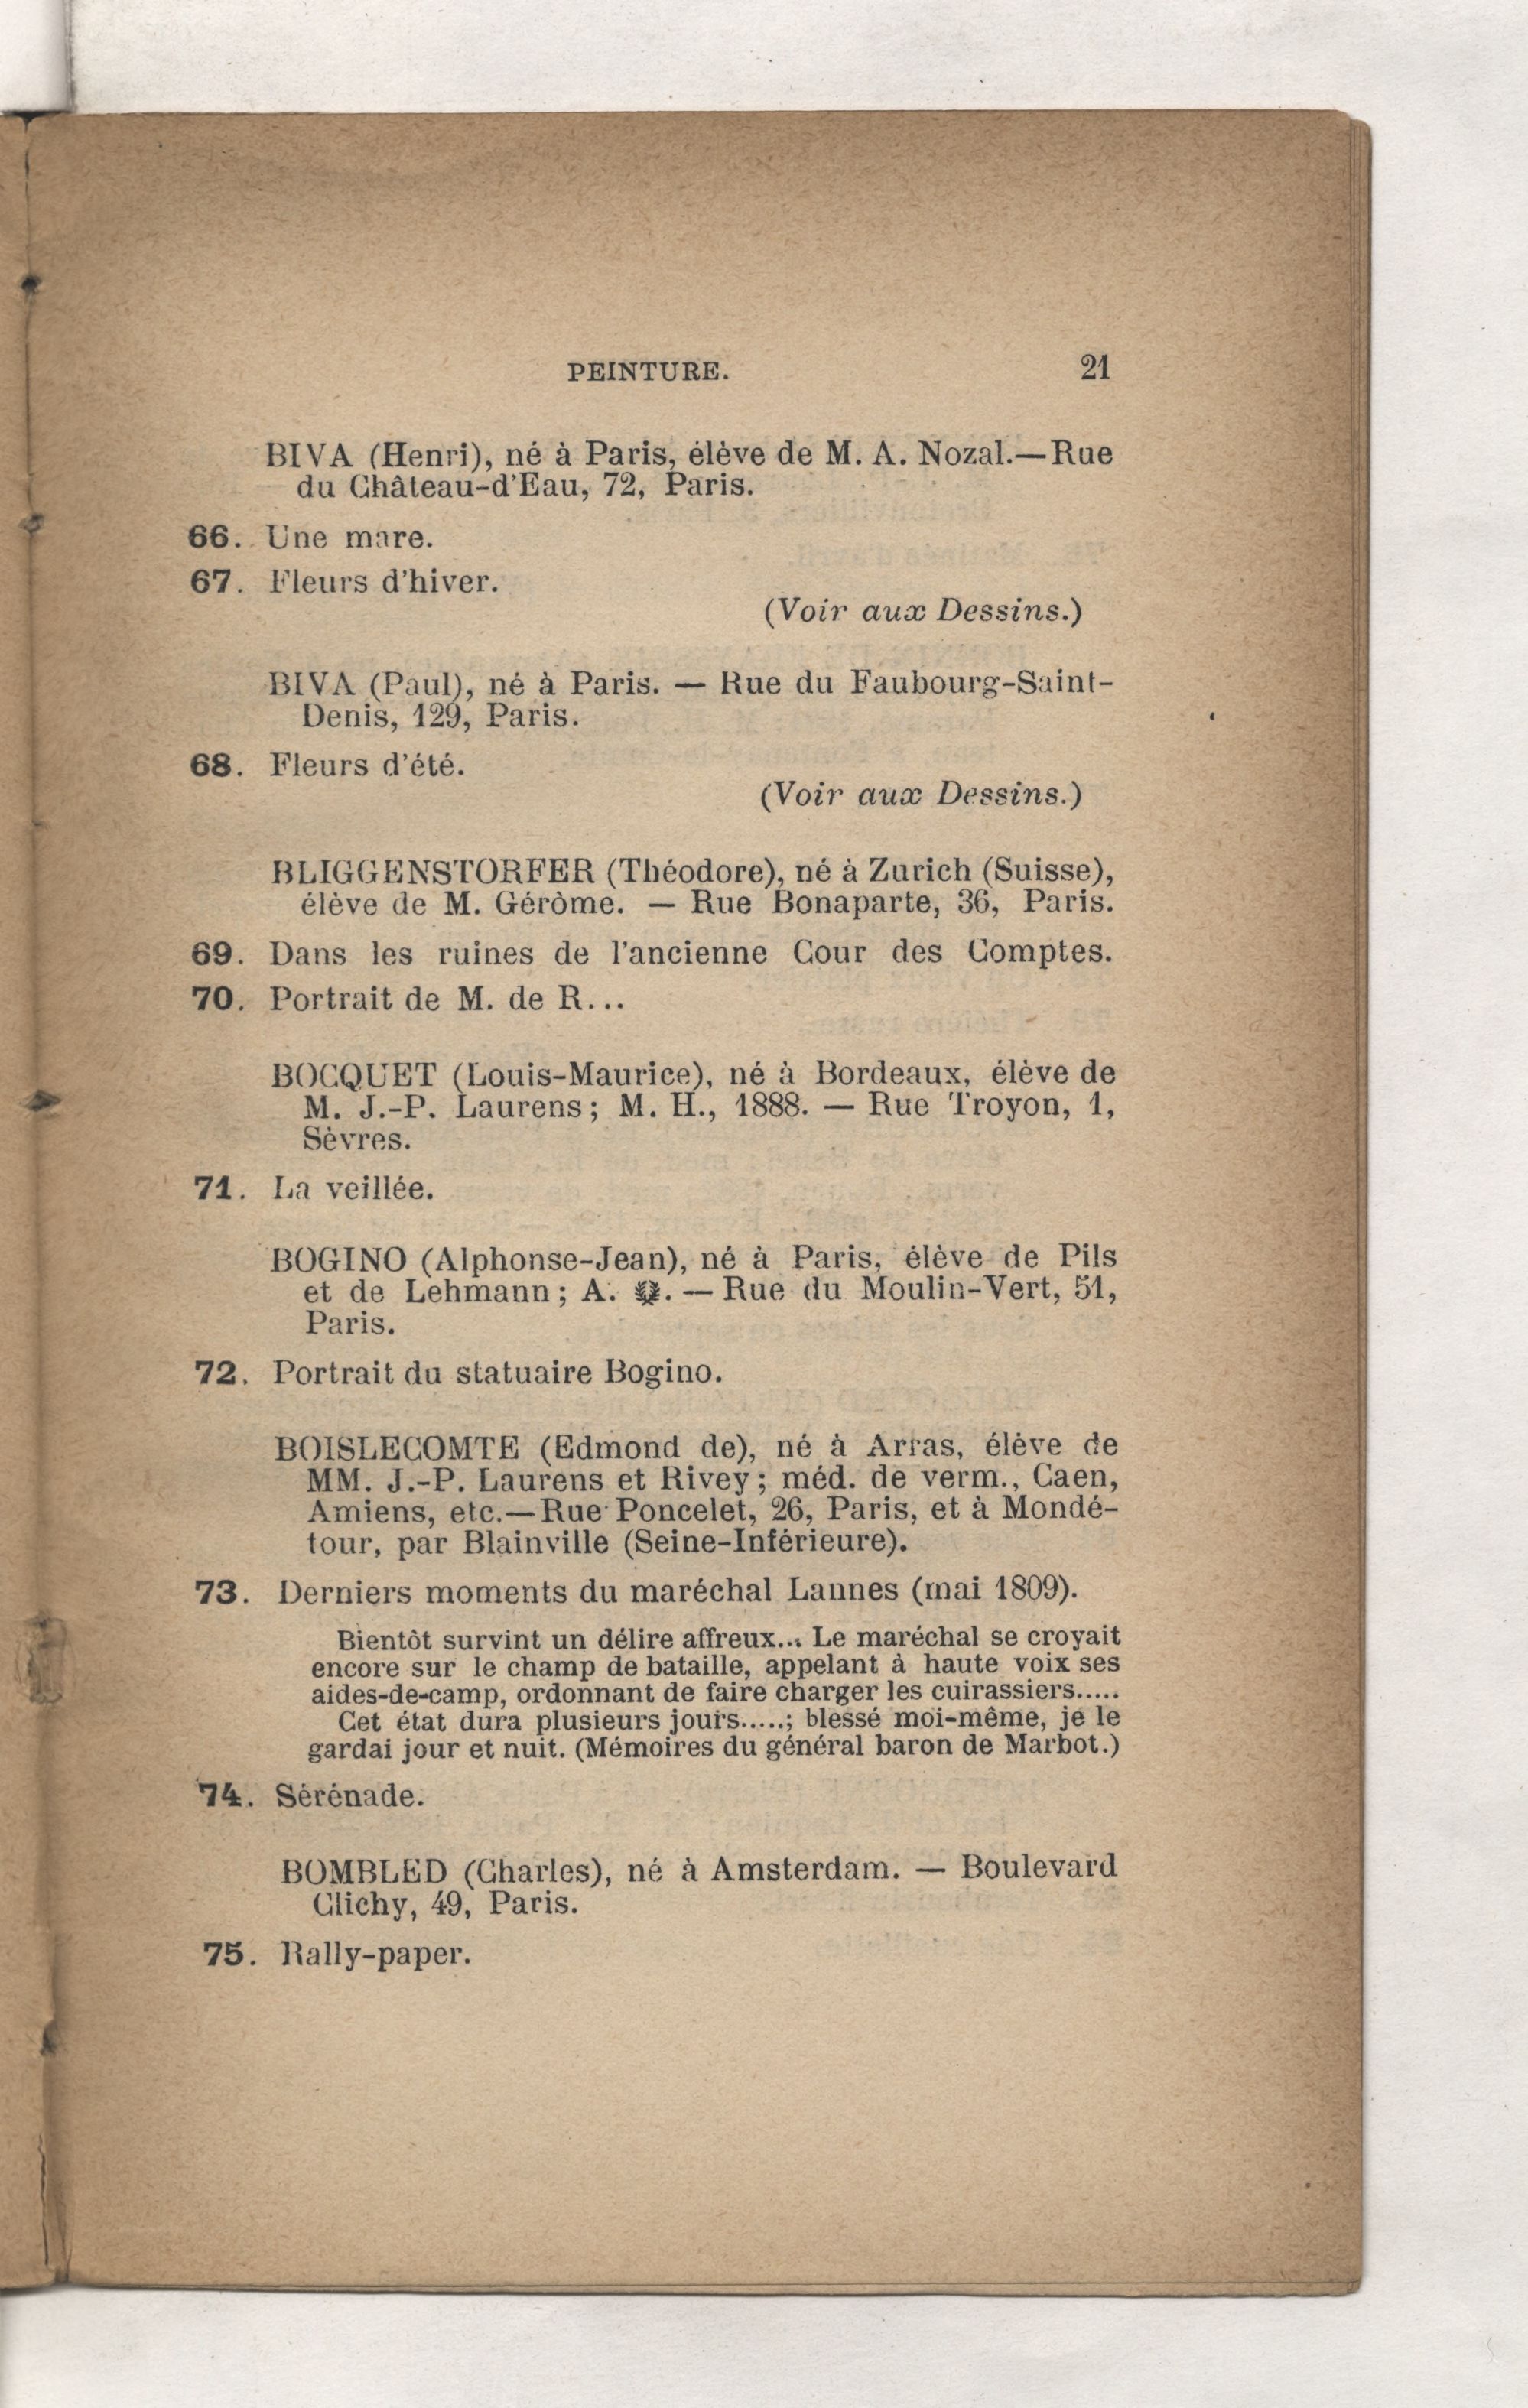 PEINTURE. 21
BIVA (Henri), né à Paris, élève de M. A. Nozal.—Rue
du Château-d'Eau, 72, Paris.
66. Une mare.
67. Fleurs d'hiver.
(Voir aux Dessins.)
BIVA (Paul), né à Paris. — Rue du Faubourg-Saint-
Denis, 129, Paris.
68. Fleurs d'été.
(Voir aux Dessins.)
BLIGGENSTORFER (Théodore), né à Zurich (Suisse),
élève de M. Gérôme. — Rue Bonaparte, 36, Paris.
69. Dans les ruines de l'ancienne Cour des Comptes.
70. Portrait de M. de R...
BOCQUET (Louis-Maurice), né à Bordeaux, élève de
M. J.-P. Laurens; M. H., 1888. — Rue Troyon, 1,
Sèvres.
71. La veillée.
BOGINO (Alphonse-Jean), né à Paris, élève de Pils
et de Lehmann; A. . — Rue du Moulin-Vert, 51,
Paris.
72. Portrait du statuaire Bogino.
BOISLECOMTE (Edmond de), né à Arras, élève de
MM. J.-P. Laurens et Rivey; méd. de verm., Caen,
Amiens, etc.—Rue Poncelet, 26, Paris, et à Mondé-
tour, par Blainville (Seine-Inférieure).
73. Derniers moments du maréchal Lannes (mai 1809).
Bientôt survint un délire affreux... Le maréchal se croyait
encore sur le champ de bataille, appelant à haute voix ses
aides-de-camp, ordonnant de faire charger les cuirassiers.....
Cet état dura plusieurs jours.....; blessé moi-même, je le
gardai jour et nuit. (Mémoires du général baron de Marbot.)
74. Sérénade.
BOMBLED (Charles), né à Amsterdam. — Boulevard
Clichy, 49, Paris.
75. Rally-paper.